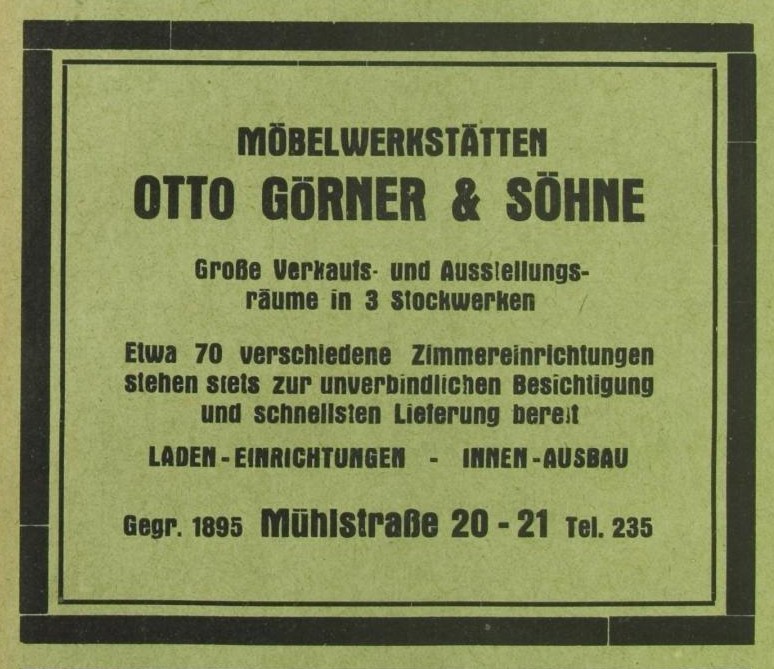 MÖBELWERKSTÄTTEN
OTTO GÖRNER & SÖHNE
Große Verkaufs- und Ausstellungs-
räume in 3 Stockwerken
Etwa 70 verschiedene Zimmereinrichtungen
stehen stets zur unverbindlichen Besichtigung
und schnellsten Lieferung bereit
LADEN-EINRICHTUNGEN - INNEN-AUSBAU
Gegr. 1895 Mühlstraße 20 - 21 Tel. 235